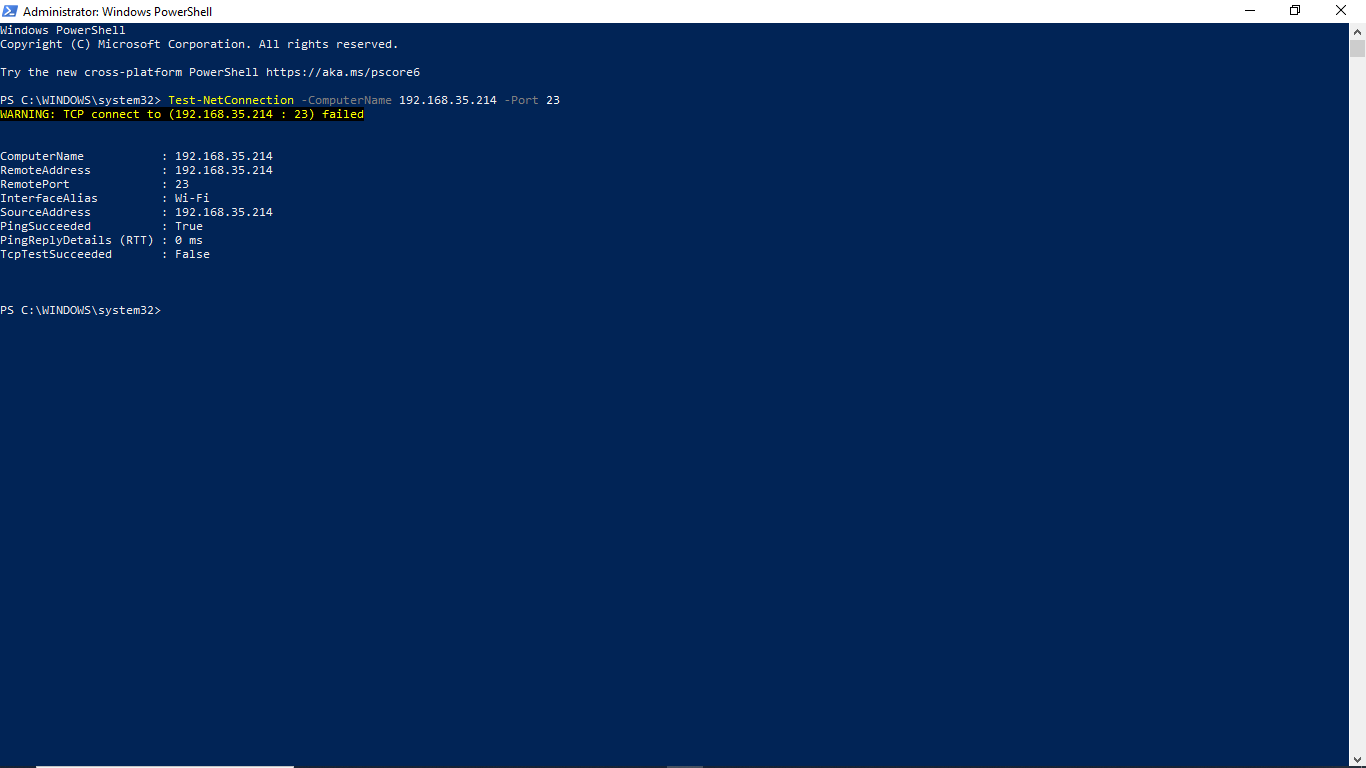 Administrator: Windows PowerShell
Windows PowerShell
Copyright (C) Microsoft Corporation. All rights reserved.
Try the new cross-platform PowerShell https://aka.ms/pscore6
PS C:\WINDOWS\system32> Test-NetConnection -ComputerName 192.168.35.214 -Port 23
WARNING: TCP connect to (192.168.35.214 : 23) failed
ComputerName           : 192.168.35.214
RemoteAddress          : 192.168.35.214
RemotePort             : 23
InterfaceAlias         : Wi-Fi
SourceAddress          : 192.168.35.214
PingSucceeded          : True
PingReplyDetails (RTT) : 0 ms
TcpTestSucceeded       : False
PS C:\WINDOWS\system32>